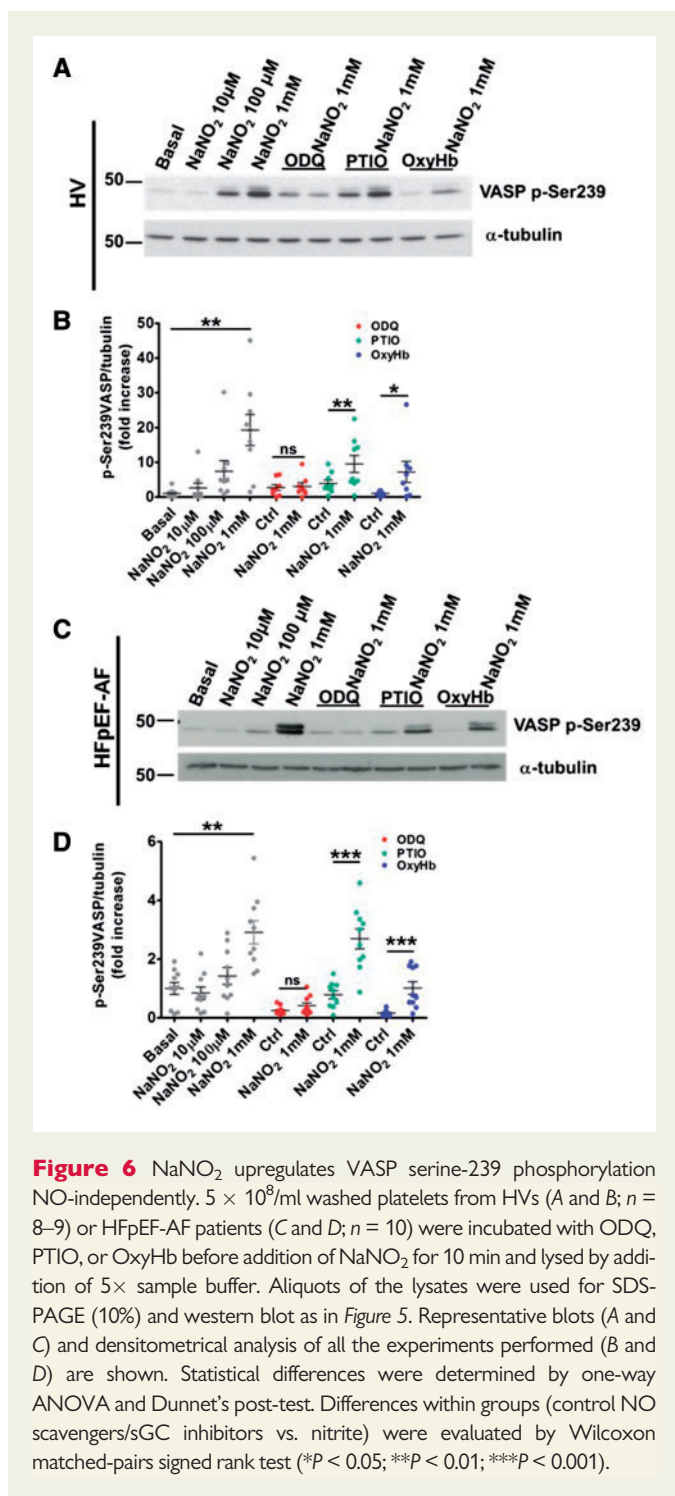 A
Basal
NaNO2 10µM
NaNO2 100 µM
NaNO2 1mM
ODQ
NaNO2 1mM
PTIO
NaNO2 1mM
OxyHb
NaNO2 1mM
HV
50
VASP p-Ser239
50
α-tubulin
B
p-Ser239VASP/tubulin
(fold increase)
50
40
30
20
10
0
**
ns
**
*
ODQ
PTIO
OxyHb
Basal
NaNO2 10µM
NaNO2 100µM
NaNO2 1mM
Ctrl
NaNO2 1mM
Ctrl
NaNO2 1mM
Ctrl
NaNO2 1mM
C
Basal
NaNO2 10µM
NaNO2 100 µM
NaNO2 1mM
ODQ
NaNO2 1mM
PTIO
NaNO2 1mM
OxyHb
NaNO2 1mM
HFpEF-AF
50
VASP p-Ser239
50
α-tubulin
D
p-Ser239VASP/tubulin
(fold increase)
6
4
2
0
**
ns
***
***
ODQ
PTIO
OxyHb
Basal
NaNO2 10µM
NaNO2 100µM
NaNO2 1mM
Ctrl
NaNO2 1mM
Ctrl
NaNO2 1mM
Ctrl
NaNO2 1mM
Figure 6 NaNO2 upregulates VASP serine-239 phosphorylation
NO-independently. 5 × 10⁸/ml washed platelets from HVs (A and B; n =
8–9) or HFpEF-AF patients (C and D; n = 10) were incubated with ODQ,
PTIO, or OxyHb before addition of NaNO2 for 10 min and lysed by addi-
tion of 5× sample buffer. Aliquots of the lysates were used for SDS-
PAGE (10%) and western blot as in Figure 5. Representative blots (A and
C) and densitometrical analysis of all the experiments performed (B and
D) are shown. Statistical differences were determined by one-way
ANOVA and Dunnet's post-test. Differences within groups (control NO
scavengers/sGC inhibitors vs. nitrite) were evaluated by Wilcoxon
matched-pairs signed rank test (*P < 0.05; **P < 0.01; ***P < 0.001).